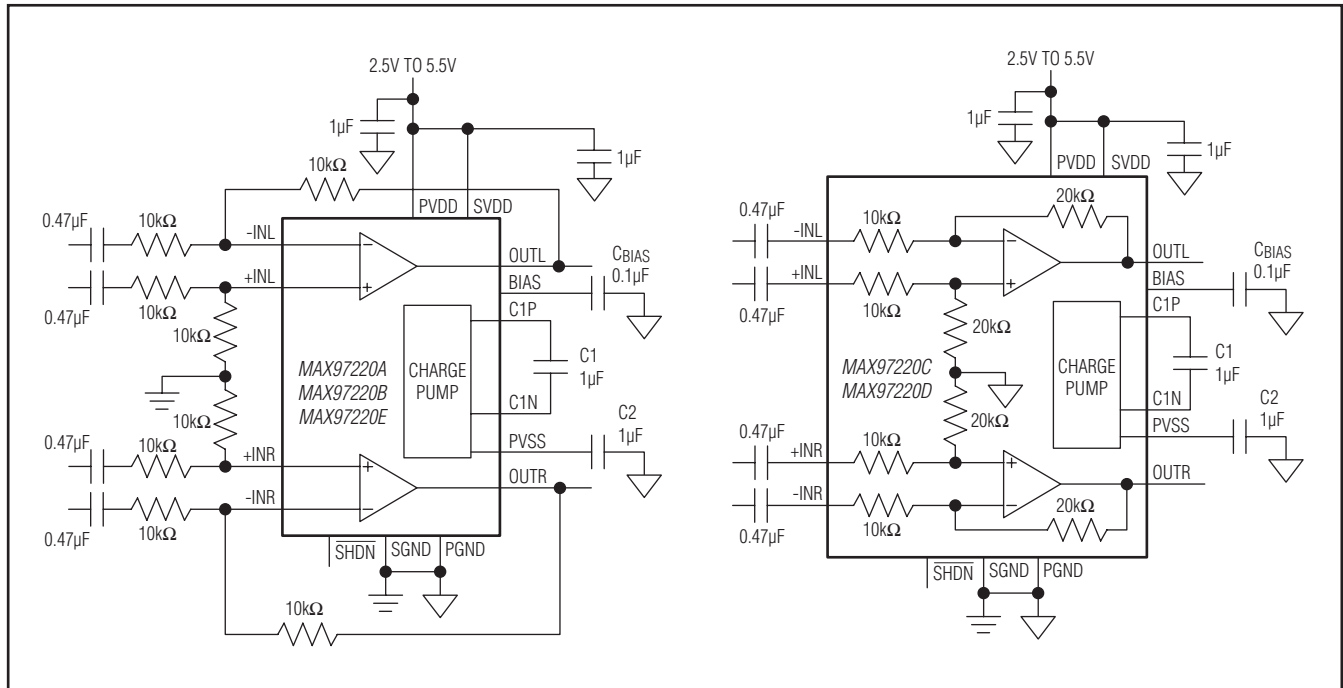 2.5V TO 5.5V
1µF
1µF
10kΩ
PVDD
SVDD
0.47µF
10kΩ
-INL
+INL
0.47µF
10kΩ
10kΩ
OUTL
BIAS
CBIAS
0.1µF
C1P
C1
1µF
C1N
MAX97220A
MAX97220B
MAX97220E
CHARGE
PUMP
10kΩ
C2
1µF
PVSS
0.47µF
10kΩ
+INR
-INR
0.47µF
10kΩ
OUTR
SHDN
SGND
PGND
10kΩ
2.5V TO 5.5V
1µF
1µF
PVDD
SVDD
20kΩ
0.47µF
-INL
10kΩ
+INL
0.47µF
10kΩ
OUTL
BIAS
CBIAS
0.1µF
20kΩ
C1P
C1
1µF
C1N
MAX97220C
MAX97220D
CHARGE
PUMP
20kΩ
C2
1µF
PVSS
0.47µF
+INR
10kΩ
-INR
0.47µF
10kΩ
OUTR
20kΩ
SHDN
SGND
PGND